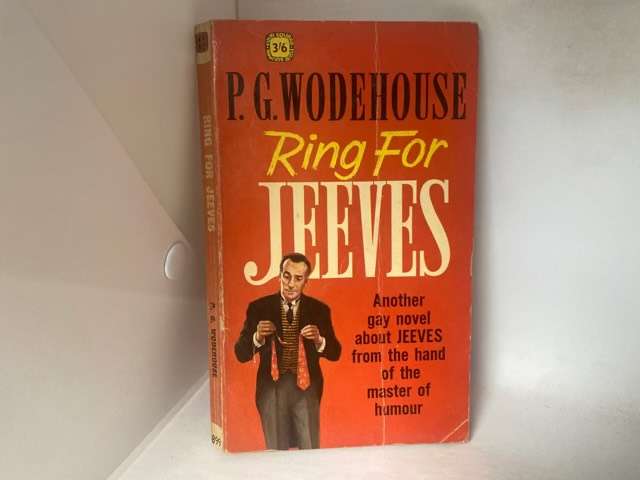 3/6
P. G. WODEHOUSE
Ring For
JEEVES
Another
gay novel
about JEEVES
from the hand
of the
master of
humour
RING FOR JEEVES
P. G. WODEHOUSE
899